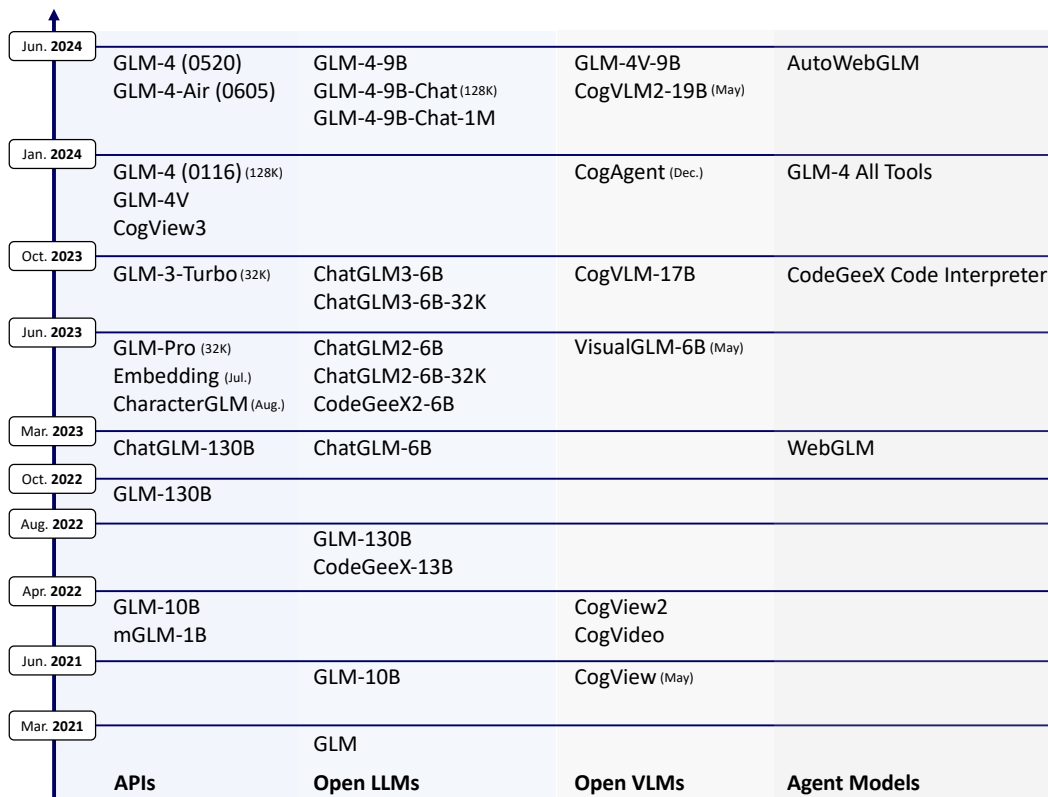 Jun. 2024
GLM-4 (0520) GLM-4-9B GLM-4V-9B AutoWebGLM
GLM-4-Air (0605) GLM-4-9B-Chat (128K) CogVLM2-19B (May)
GLM-4-9B-Chat-1M
Jan. 2024
GLM-4 (0116) (128K) CogAgent (Dec.) GLM-4 All Tools
GLM-4V
CogView3
Oct. 2023
GLM-3-Turbo (32K) ChatGLM3-6B CogVLM-17B CodeGeeX Code Interpreter
ChatGLM3-6B-32K
Jun. 2023
GLM-Pro (32K) ChatGLM2-6B VisualGLM-6B (May)
Embedding (Jul.) ChatGLM2-6B-32K
CharacterGLM (Aug.) CodeGeeX2-6B
Mar. 2023
ChatGLM-130B ChatGLM-6B WebGLM
Oct. 2022
GLM-130B
Aug. 2022
GLM-130B
CodeGeeX-13B
Apr. 2022
GLM-10B CogView2
mGLM-1B CogVideo
Jun. 2021
GLM-10B CogView (May)
Mar. 2021
GLM
APIs Open LLMs Open VLMs Agent Models